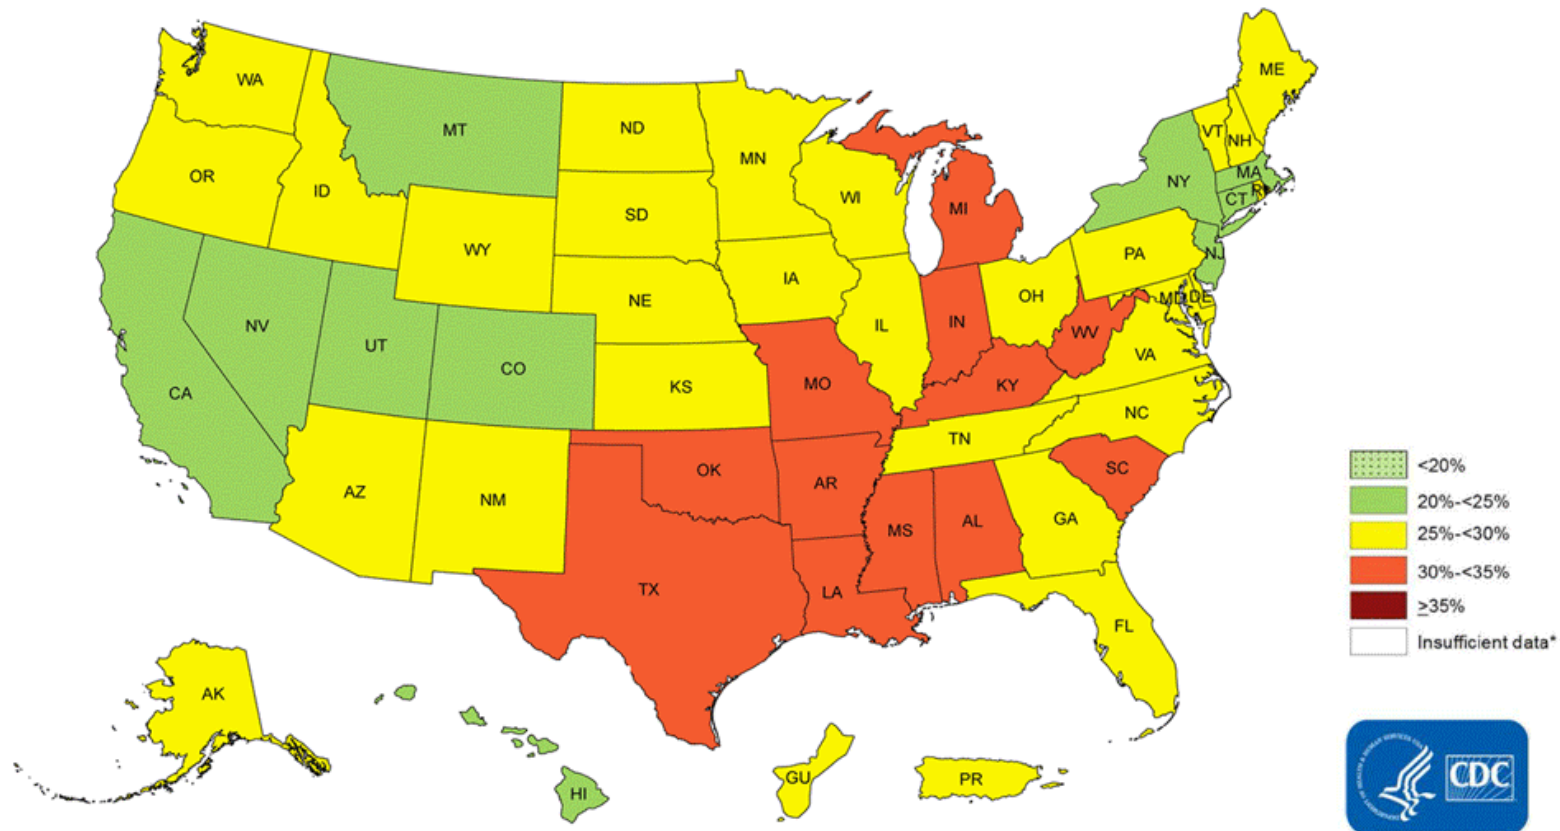 WA
MT
ND
MN
ME
VT
NH
OR
ID
SD
WI
MI
NY
MA
CT
RI
WY
IA
NE
PA
NJ
OH
MD
DE
NV
UT
CO
IL
IN
WV
VA
CA
KS
MO
KY
NC
TN
AZ
NM
OK
AR
SC
MS
AL
GA
TX
LA
FL
AK
HI
GU
PR
<20%
20%-<25%
25%-<30%
30%-<35%
≥35%
Insufficient data*
CDC